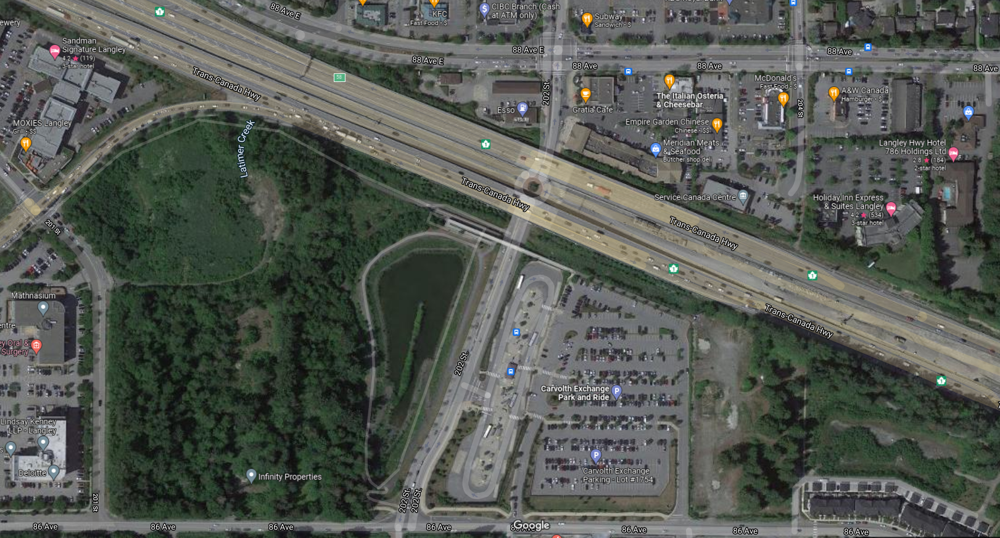 88 Ave E
KFC
Fast Food • $
CIBC Branch (Cash
at ATM only)
Subway
Sandwich • $
Sandman
Signature Langley
4.2 ★ (119)
3-star hotel
88 Ave E
88 Ave
88 Ave E
88 Ave
88 Ave
88 Ave
58
Trans-Canada Hwy
202 St.
Esso
Gratia Cafe
The Italian Osteria
& Cheesebar
McDonald's
Fast Food • $
A&W Canada
Hamburger • $
204 St
MOXIES Langley
Grill • $$
Latimer Creek
Empire Garden Chinese
Chinese • $$
Meridian Meats
& Seafood
Butcher shop deli
Langley Hwy Hotel
786 Holdings Ltd
2.8 ★ (184)
2-star hotel
1
1
Trans-Canada Hwy
Service Canada Centre
Holiday Inn Express
& Suites Langley
4.2 ★ (534)
3-star hotel
201 St
Trans-Canada Hwy
1
1
Mathnasium
Trans-Canada Hwy
202 St.
Carvolth Exchange
Park and Ride
1
Lindsay Kenney
LLP - Langley
Deloitte
Infinity Properties
Carvolth Exchange
Parking - Lot #1754
201 St
202 St.
202 St.
86 Ave
86 Ave
86 Ave
86 Ave
Google
86 Ave
86 Ave
86 Ave